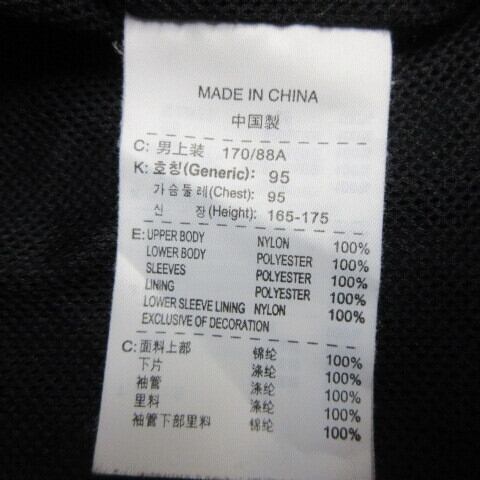 MADE IN CHINA
中国製
C: 男上装 170/88A
K: 호칭(Generic): 95
가슴둘레(Chest): 95
신 장(Height): 165-175
E: UPPER BODY NYLON 100%
LOWER BODY POLYESTER 100%
SLEEVES POLYESTER 100%
LINING POLYESTER 100%
LOWER SLEEVE LINING NYLON 100%
EXCLUSIVE OF DECORATION
C: 面料上部 锦纶 100%
下片 涤纶 100%
袖管 涤纶 100%
里料 涤纶 100%
袖管下部里料 锦纶 100%